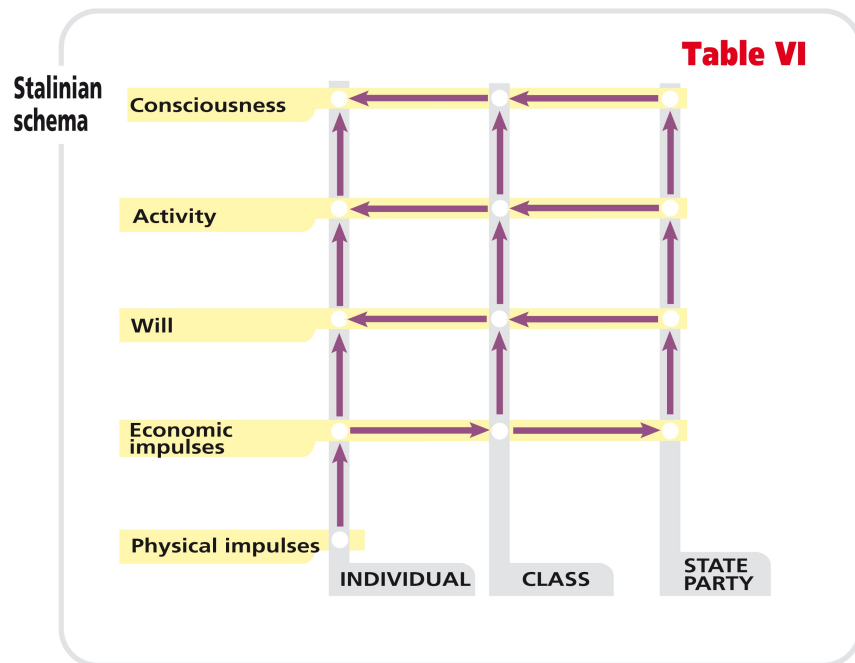 Table VI
Stalinian
schema
Consciousness
Activity
Will
Economic
impulses
Physical impulses
INDIVIDUAL
CLASS
STATE
PARTY